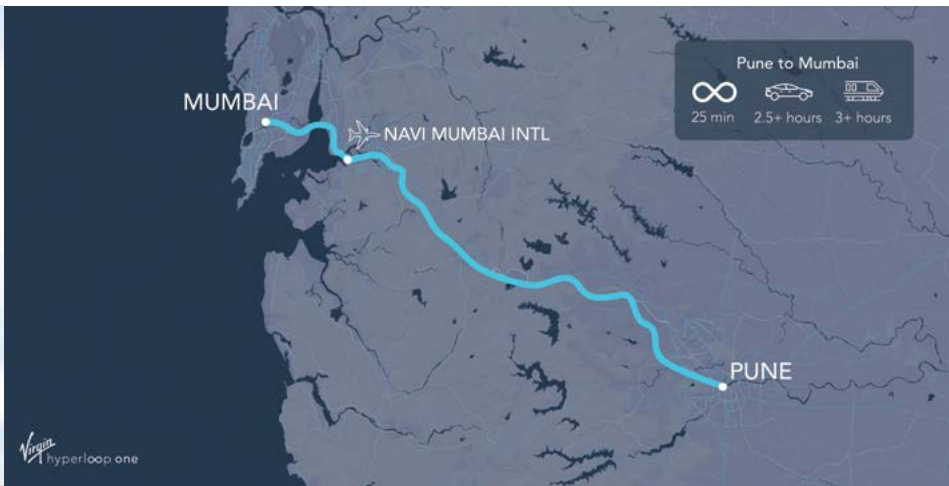 Pune to Mumbai
25 min 2.5+ hours 3+ hours
MUMBAI
NAVI MUMBAI INTL
PUNE
Virgin
hyperloop one